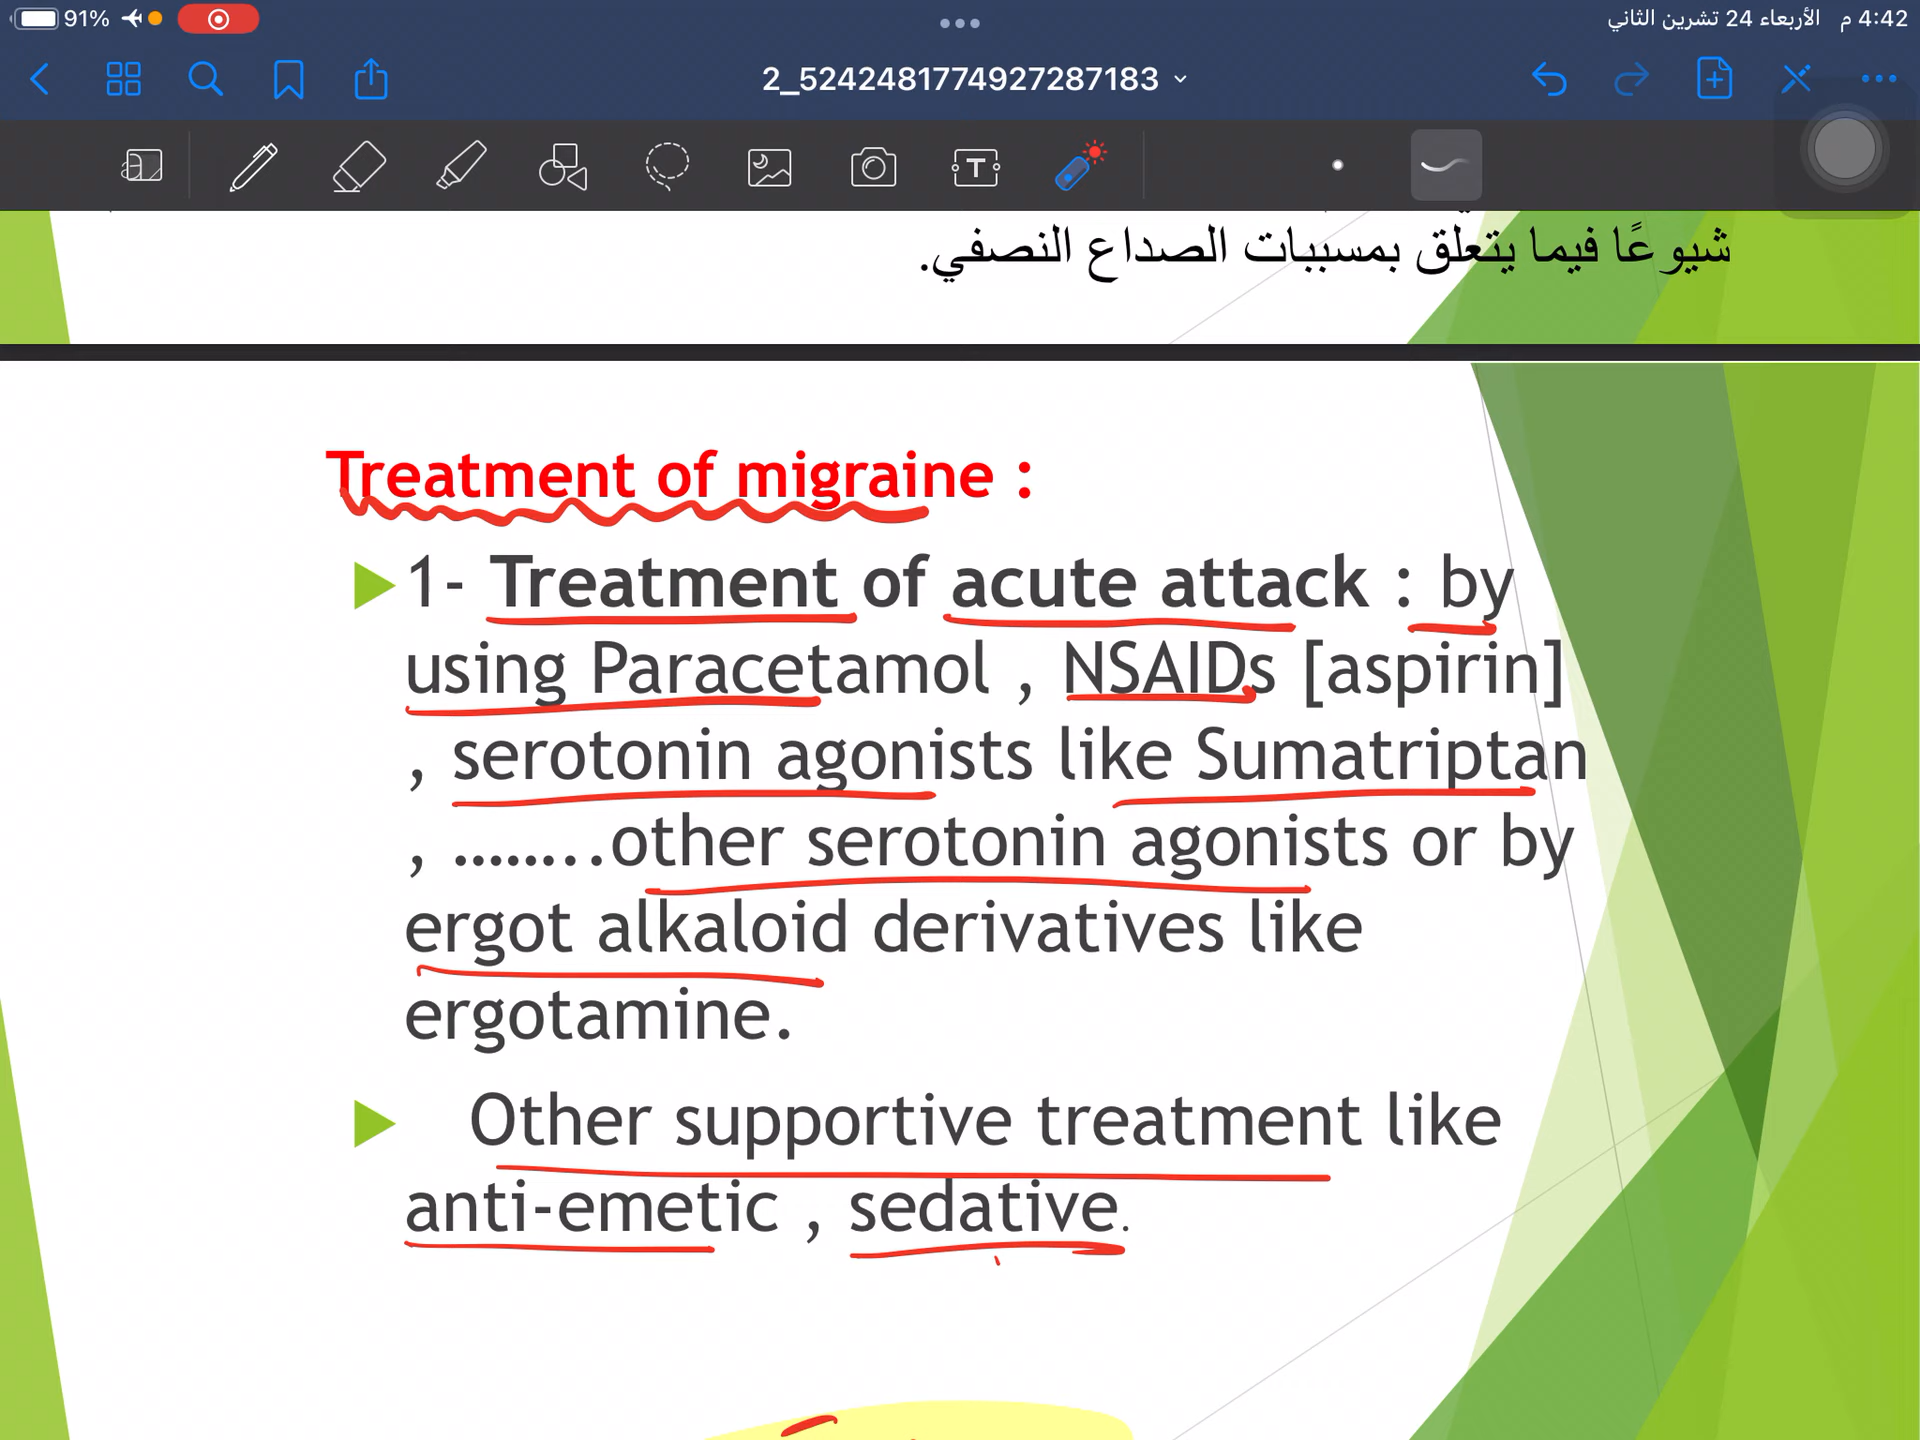 91%
4:42 م الأربعاء 24 تشرين الثاني
2_5242481774927287183
شيوعًا فيما يتعلق بمسببات الصداع النصفي.
Treatment of migraine :
1- Treatment of acute attack : by
using Paracetamol , NSAIDs [aspirin]
, serotonin agonists like Sumatriptan
, ……..other serotonin agonists or by
ergot alkaloid derivatives like
ergotamine.
Other supportive treatment like
anti-emetic , sedative.